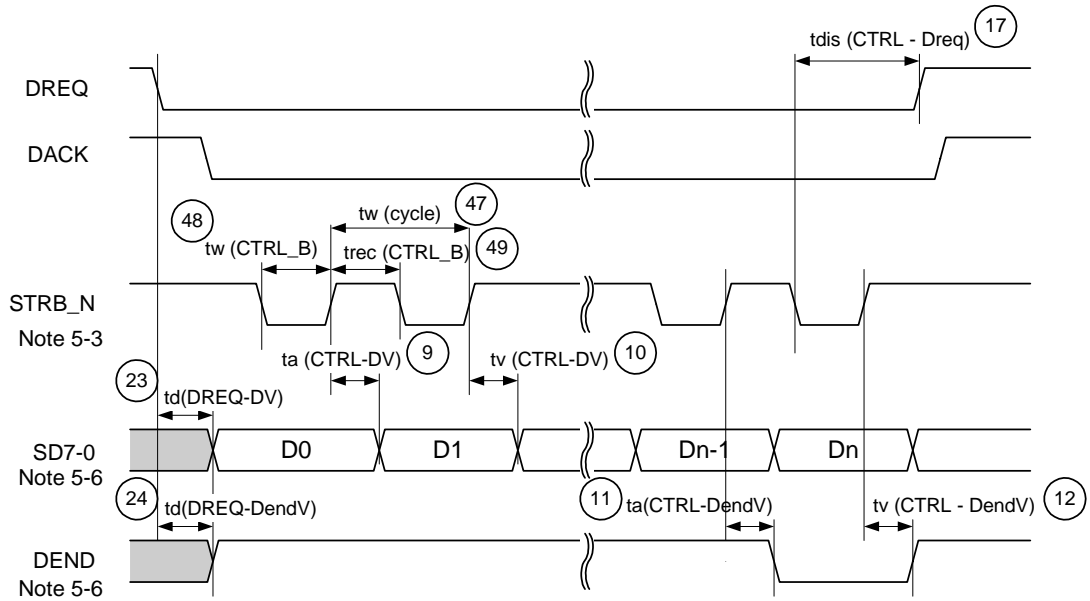 17
tdis (CTRL - Dreq)
DREQ
DACK
47
tw (cycle)
48
49
tw (CTRL_B)
trec (CTRL_B)
STRB_N
Note 5-3
9
10
ta (CTRL-DV)
tv (CTRL-DV)
23
td(DREQ-DV)
SD7-0
D0
D1
Dn-1
Dn
Note 5-6
24
td(DREQ-DendV)
11
ta(CTRL-DendV)
tv (CTRL - DendV)
12
DEND
Note 5-6